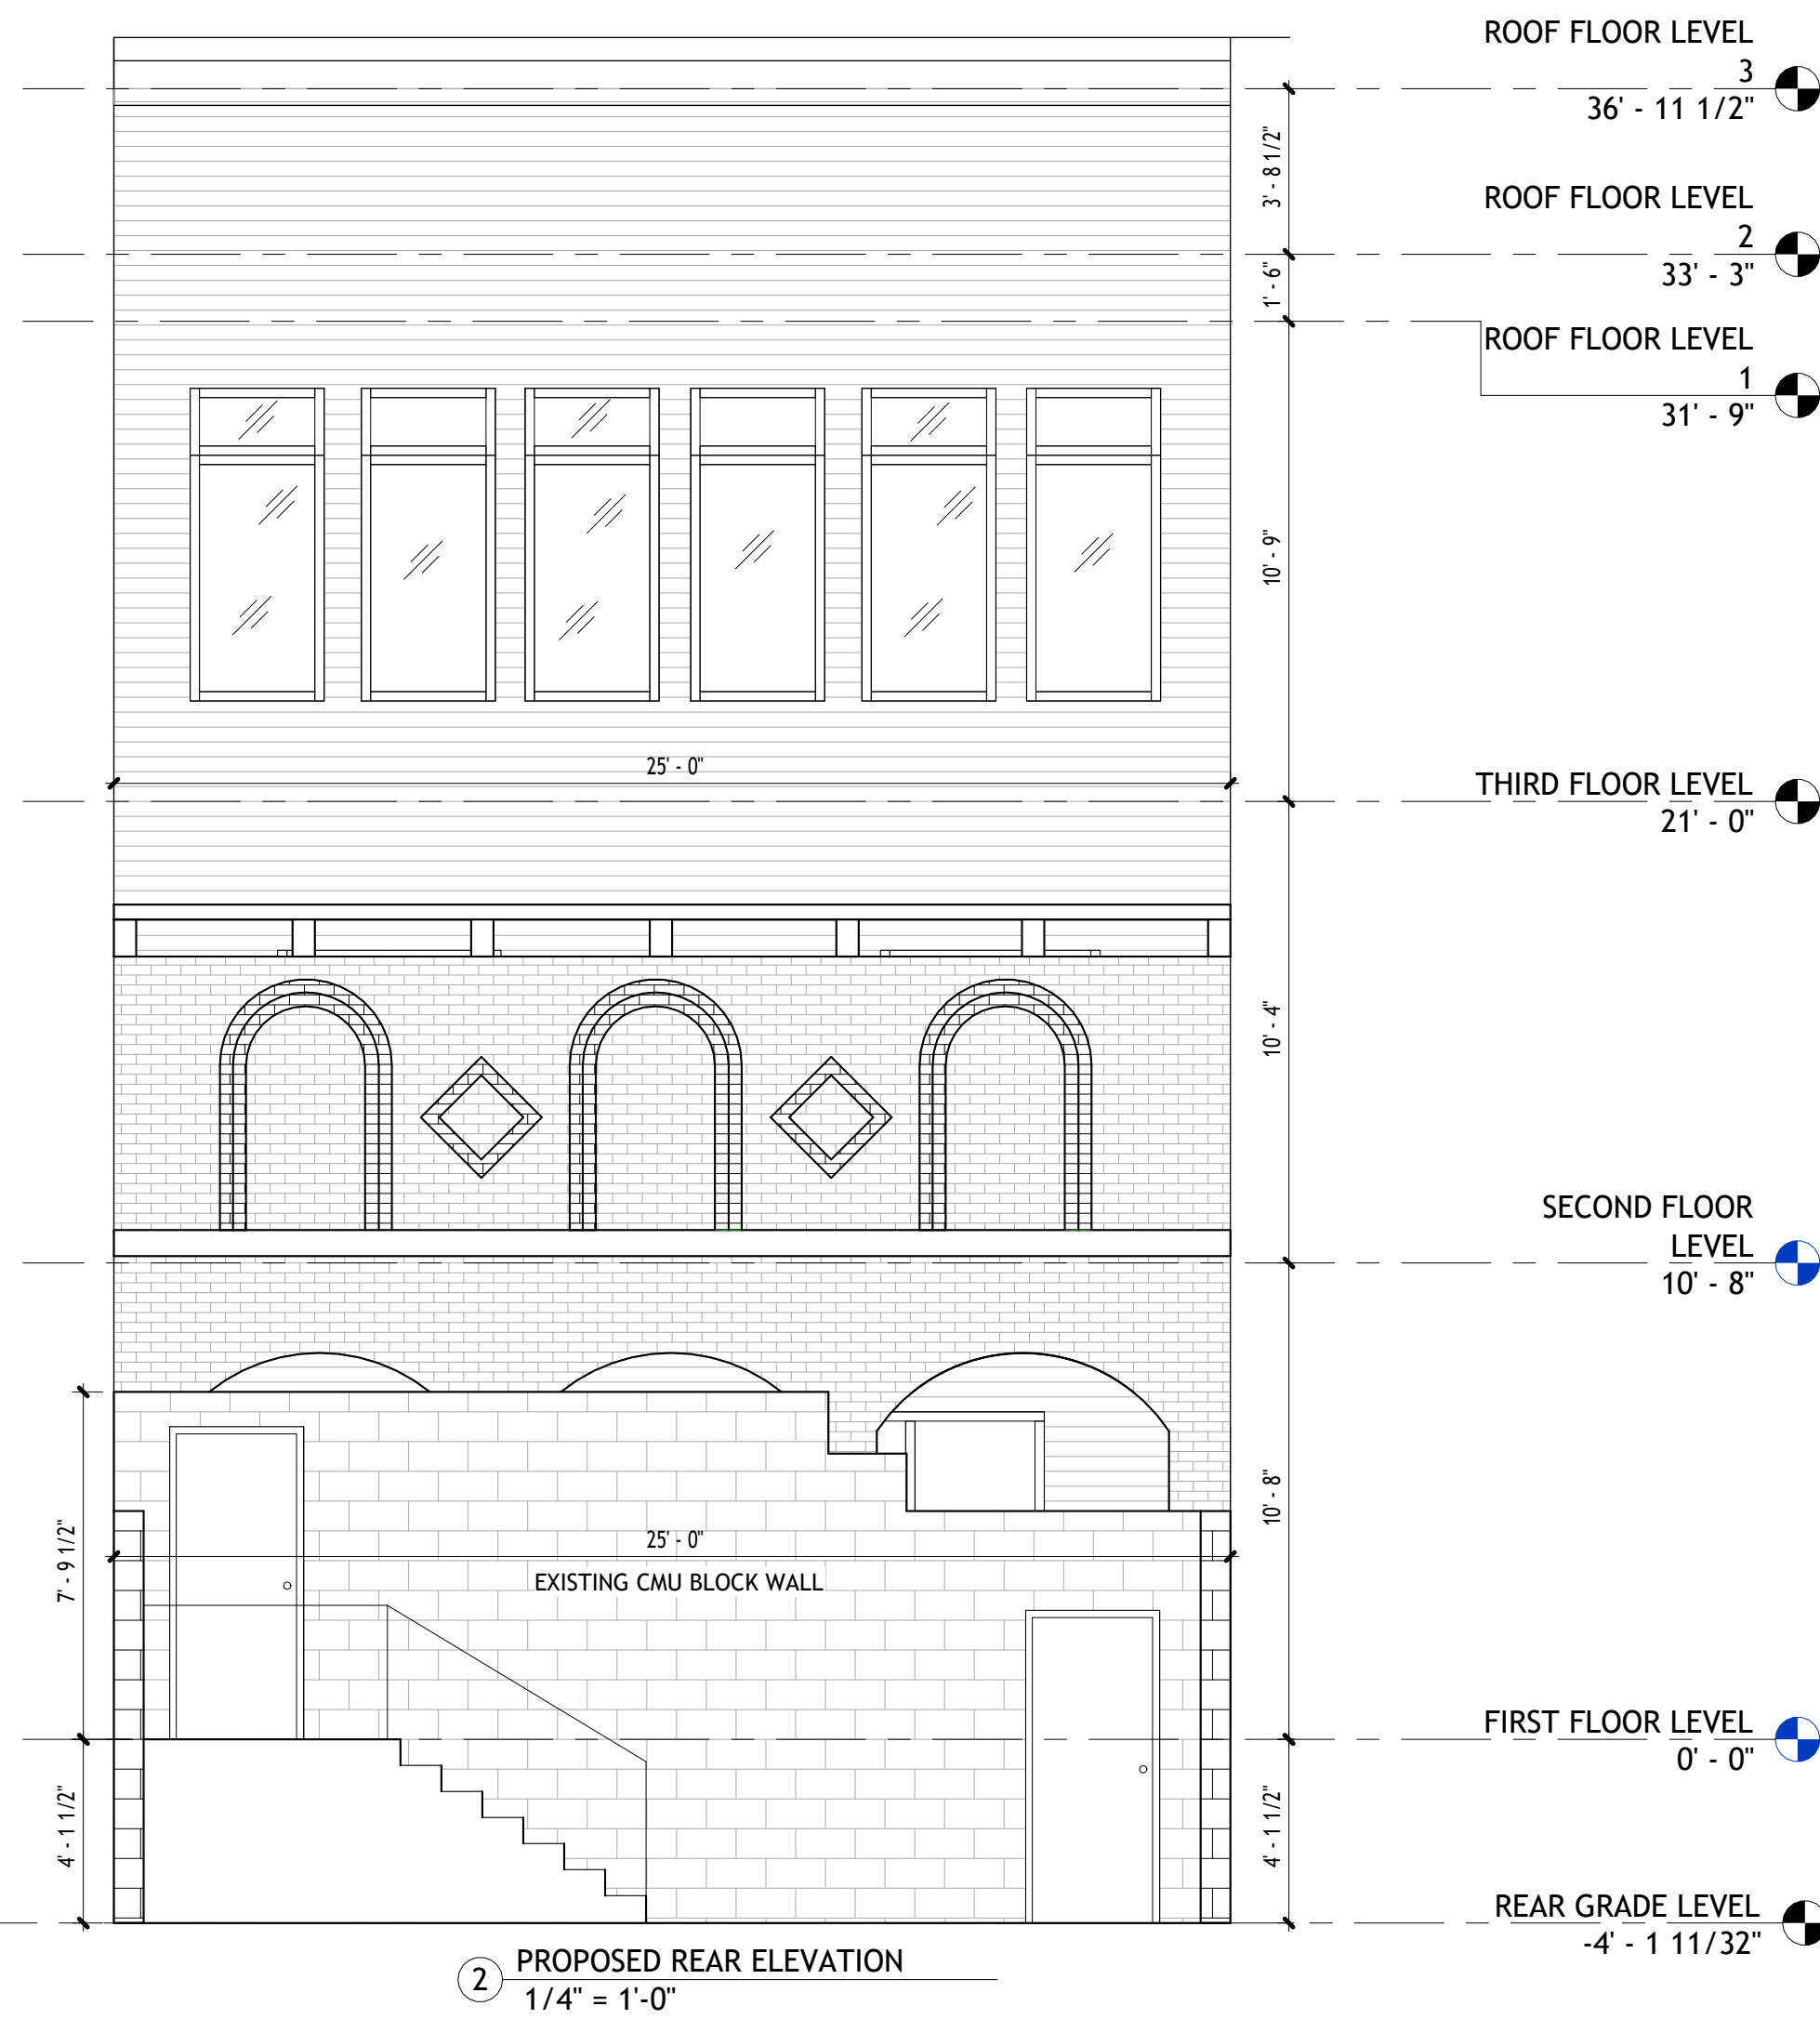 ROOF FLOOR LEVEL
3
36' - 11 1/2"
3' - 8 1/2"
ROOF FLOOR LEVEL
2
33' - 3"
1' - 6"
ROOF FLOOR LEVEL
1
31' - 9"
10' - 9"
25' - 0"
THIRD FLOOR LEVEL
21' - 0"
10' - 4"
SECOND FLOOR
LEVEL
10' - 8"
10' - 8"
7' - 9 1/2"
25' - 0"
EXISTING CMU BLOCK WALL
FIRST FLOOR LEVEL
0' - 0"
4' - 1 1/2"
4' - 1 1/2"
REAR GRADE LEVEL
-4' - 1 11/32"
2
PROPOSED REAR ELEVATION
1/4" = 1'-0"